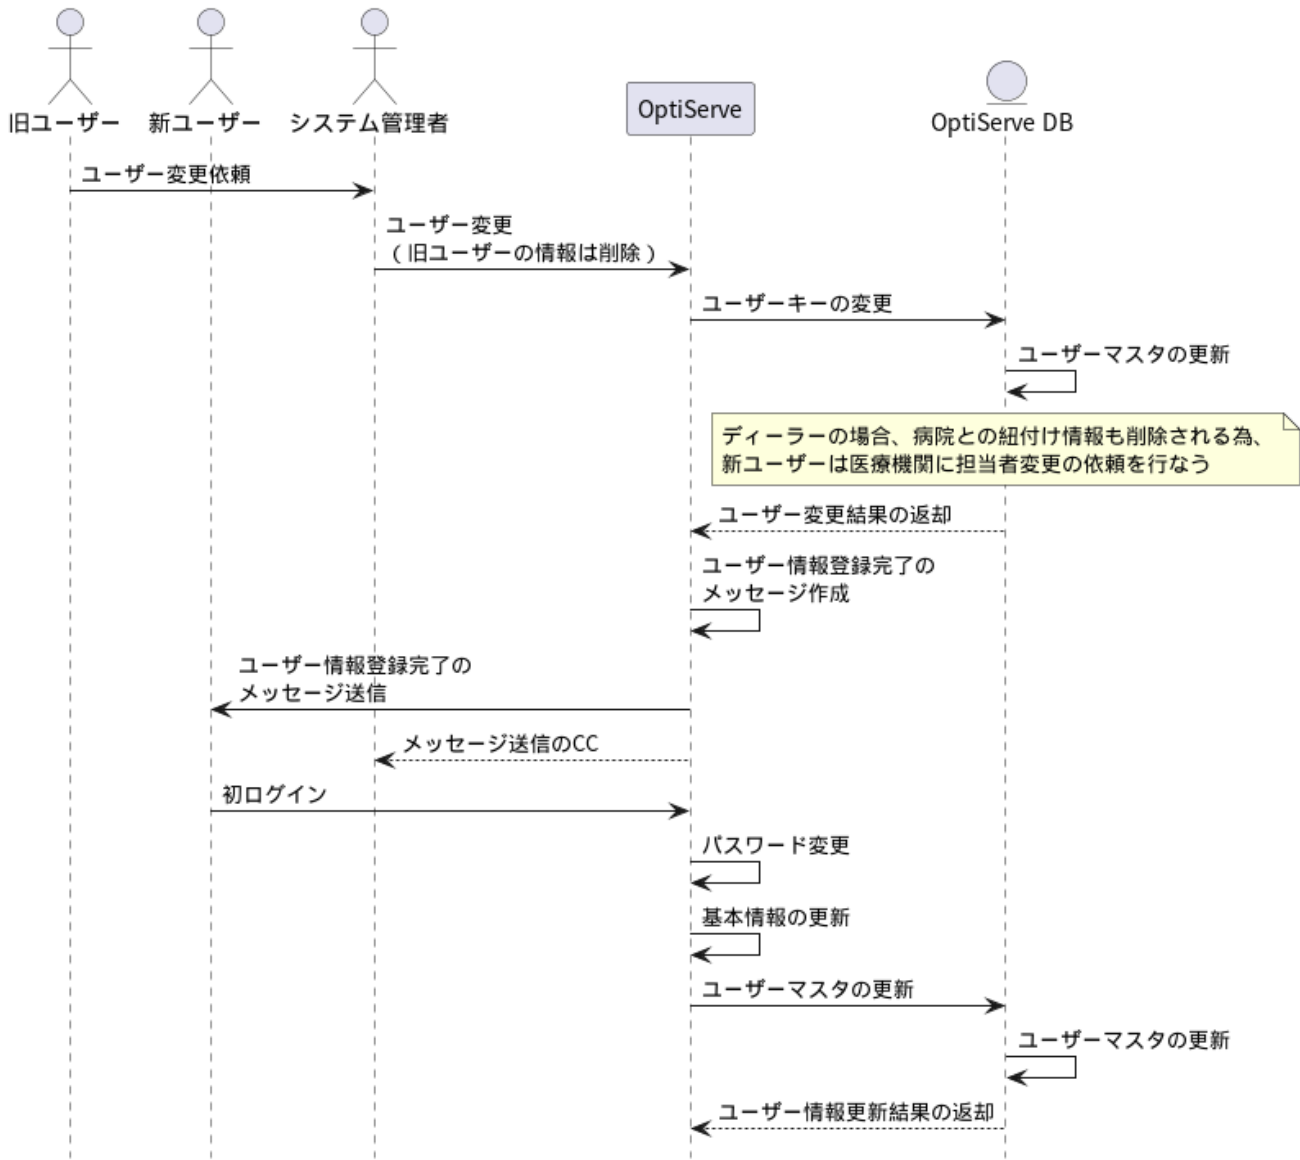 旧ユーザー
新ユーザー
システム管理者
OptiServe
OptiServe DB
ユーザー変更依頼
ユーザー変更
（旧ユーザーの情報は削除）
ユーザーキーの変更
ユーザーマスタの更新
ディーラーの場合、病院との紐付け情報も削除される為、
新ユーザーは医療機関に担当者変更の依頼を行なう
ユーザー変更結果の返却
ユーザー情報登録完了の
メッセージ作成
ユーザー情報登録完了の
メッセージ送信
メッセージ送信のCC
初ログイン
パスワード変更
基本情報の更新
ユーザーマスタの更新
ユーザーマスタの更新
ユーザー情報更新結果の返却